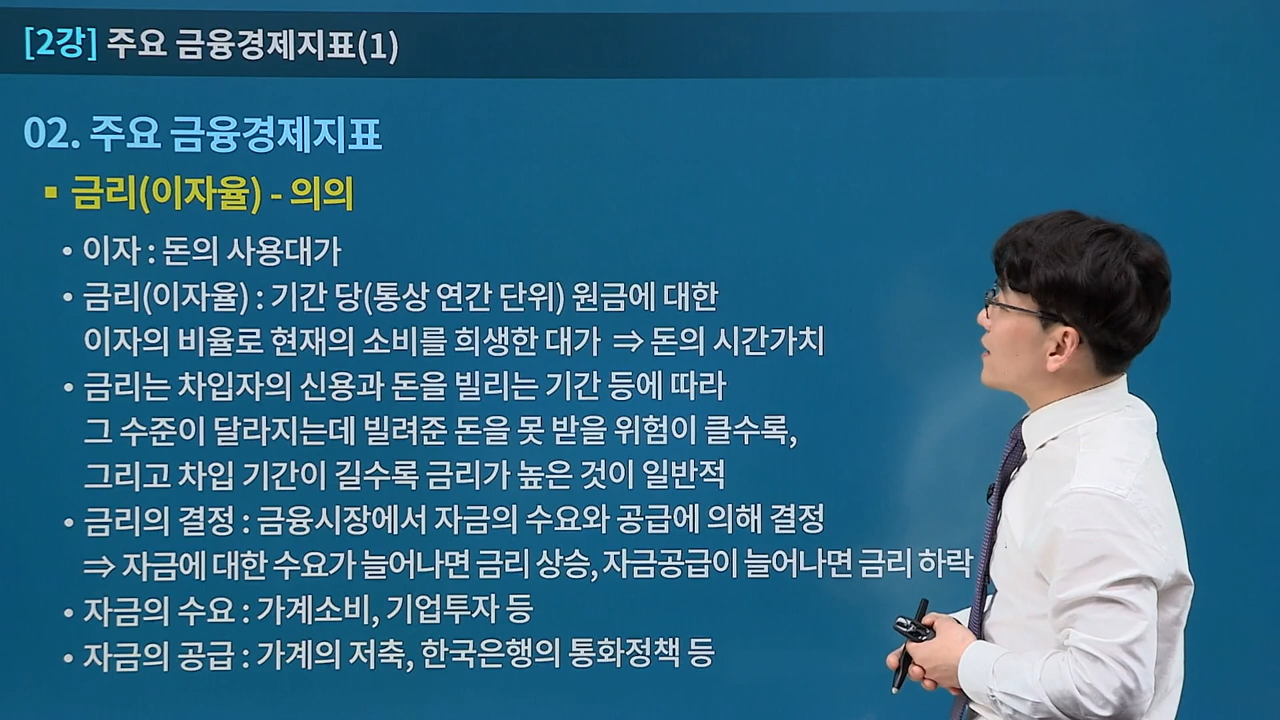 [2강] 주요 금융경제지표(1)
02. 주요 금융경제지표
▪ 금리(이자율) - 의의
• 이자 : 돈의 사용대가
• 금리(이자율) : 기간 당(통상 연간 단위) 원금에 대한
이자의 비율로 현재의 소비를 희생한 대가 ⇒ 돈의 시간가치
• 금리는 차입자의 신용과 돈을 빌리는 기간 등에 따라
그 수준이 달라지는데 빌려준 돈을 못 받을 위험이 클수록,
그리고 차입 기간이 길수록 금리가 높은 것이 일반적
• 금리의 결정 : 금융시장에서 자금의 수요와 공급에 의해 결정
⇒ 자금에 대한 수요가 늘어나면 금리 상승, 자금공급이 늘어나면 금리 하락
• 자금의 수요 : 가계소비, 기업투자 등
• 자금의 공급 : 가계의 저축, 한국은행의 통화정책 등